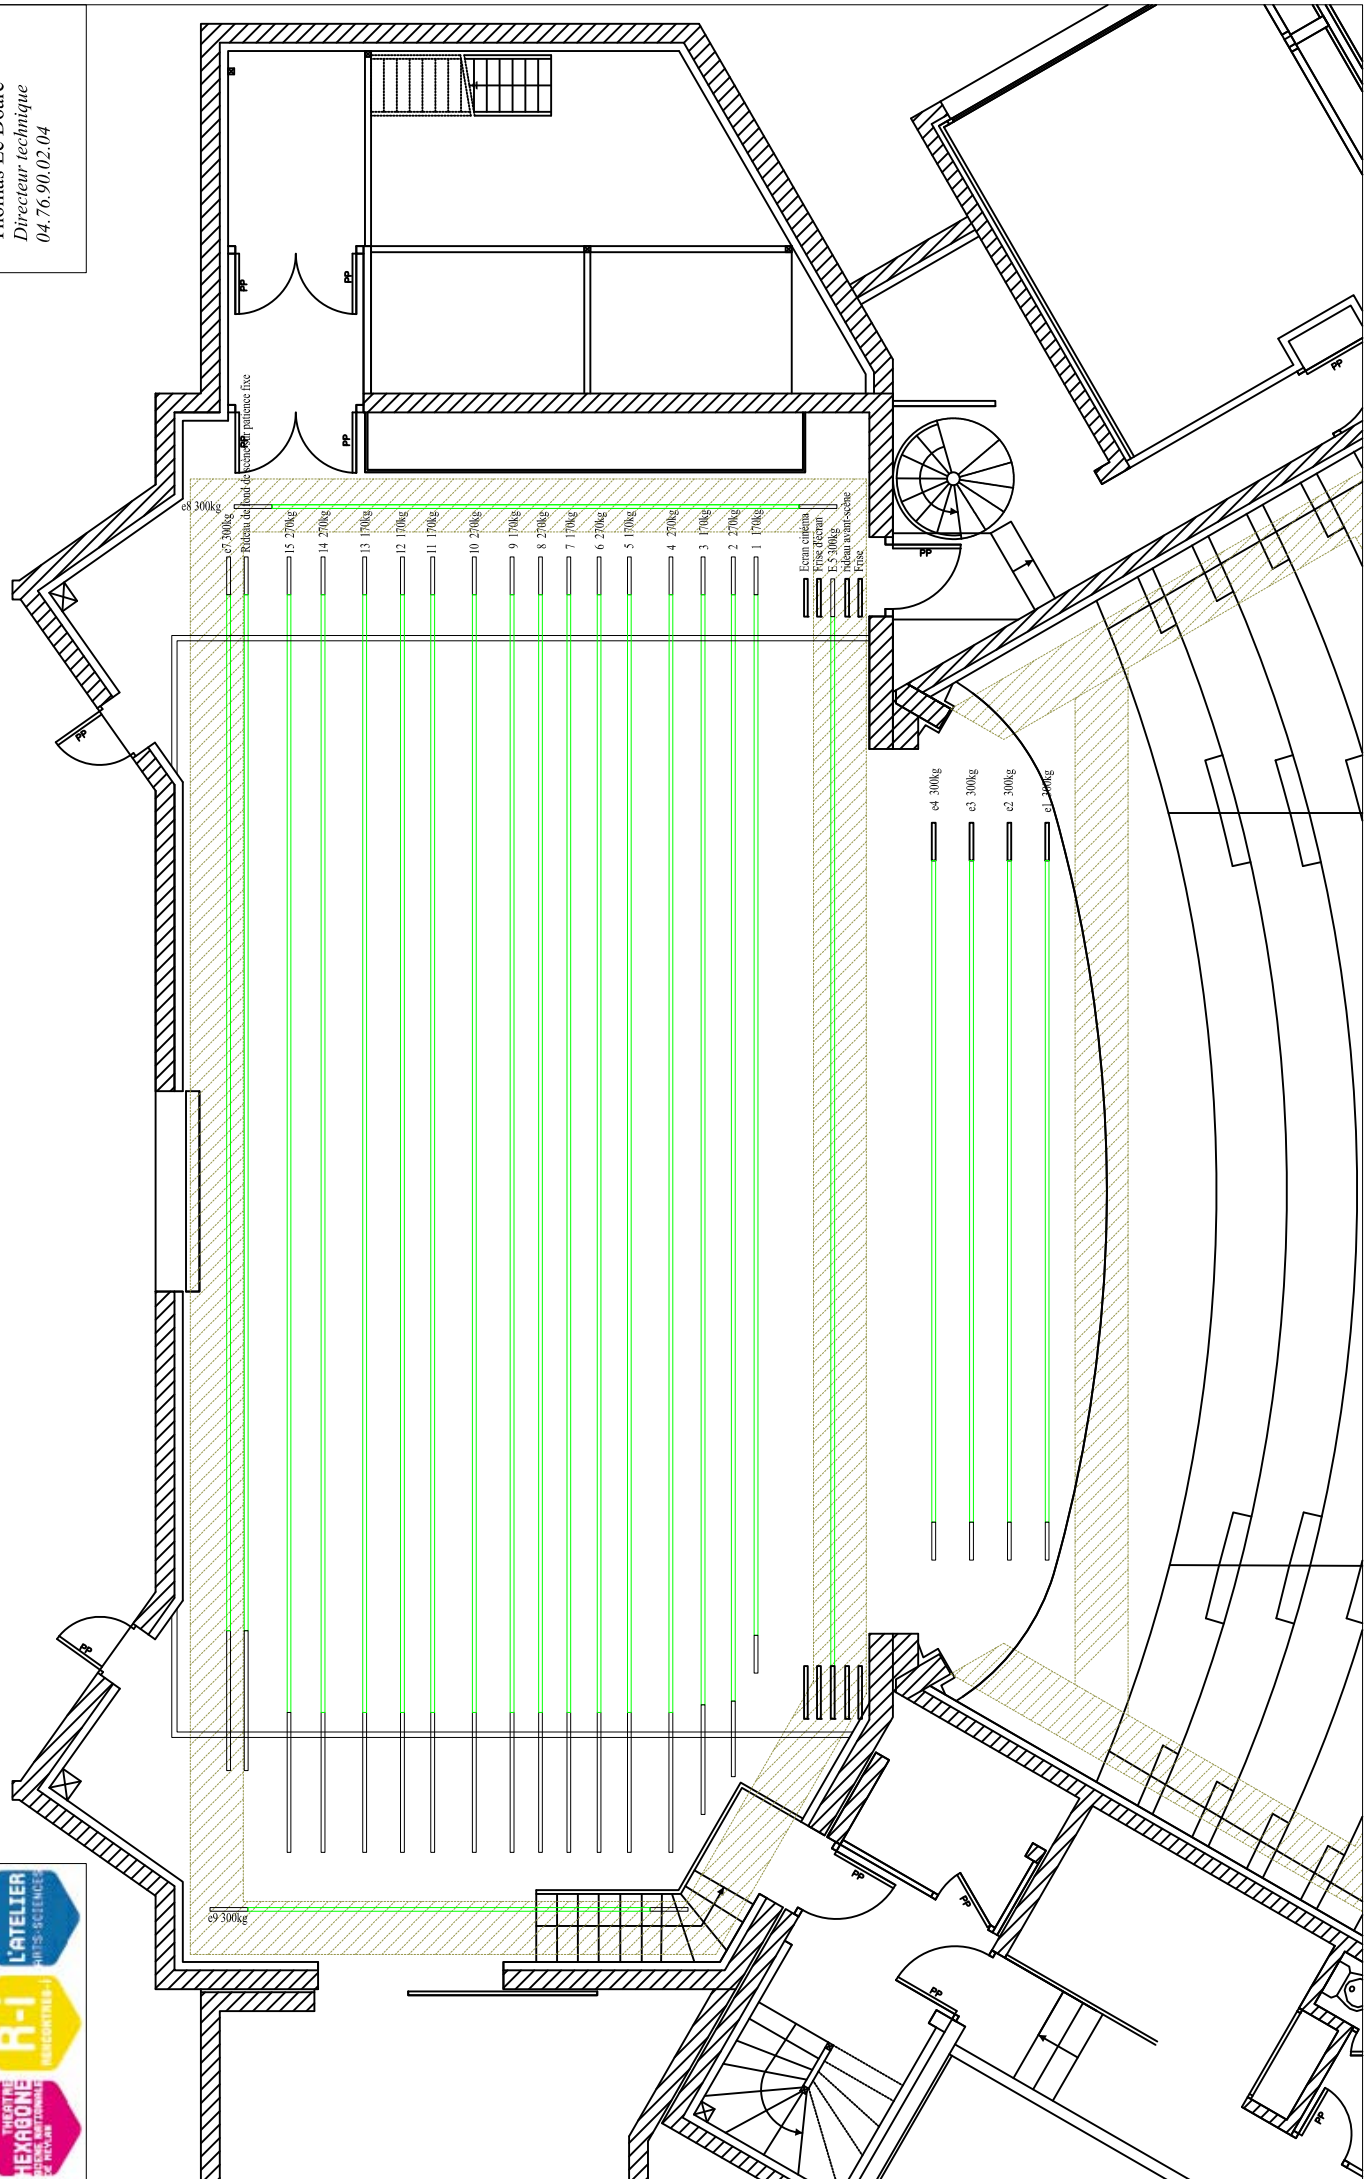 Directeur technique
04.76.90.02.04
e8 300kg
e7 300kg
Rideau de fond de scène sur patience fixe
15 270kg
14 270kg
13 170kg
12 170kg
11 170kg
10 270kg
9 170kg
8 270kg
7 170kg
6 270kg
5 170kg
4 270kg
3 170kg
2 270kg
1 170kg
Ecran cinéma
Frise d'écran
E.5 300kg
rideau avant-scène
Frise
e4 300kg
e3 300kg
e2 300kg
e1 300kg
e9 300kg
PP
PP
PP
PP
PP
PP
PP
PP
PP
PP
PP
PP
L'ATELIER
ARTS-SCIENCES
R-i
RENCONTRES-i
THEATRE
HEXAGONE
SCENE NATIONALE
DE MEYLAN